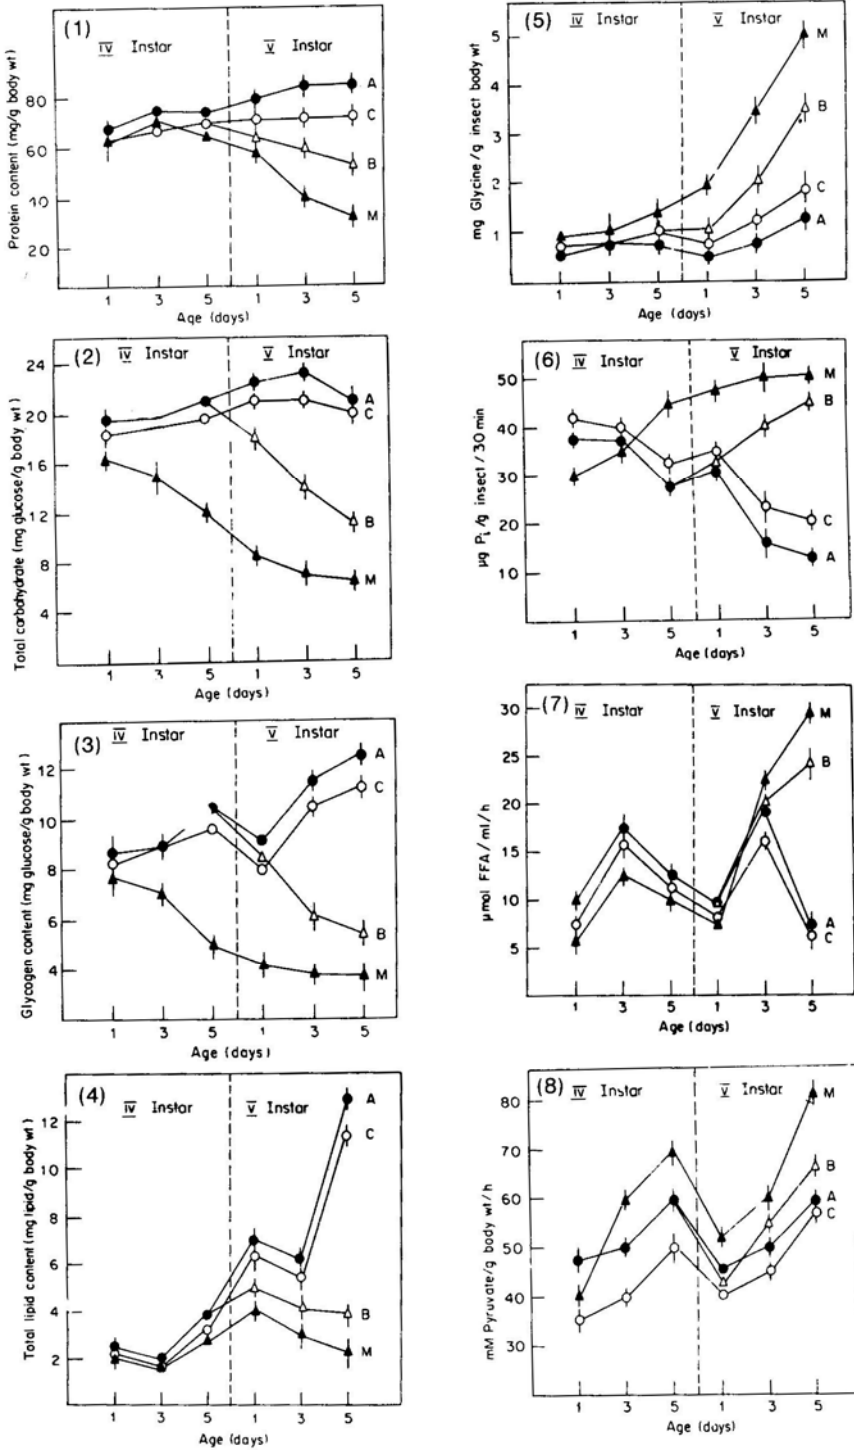 (1)
IV Instar V Instar
Protein content (mg/g body wt)
80
60
40
20
A
C
B
M
1 3 5 1 3 5
Age (days)
(2)
IV Instar V Instar
Total carbohydrate (mg glucose/g body wt)
24
20
16
12
8
4
A
C
B
M
1 3 5 1 3 5
Age (days)
(3)
IV Instar V Instar
Glycogen content (mg glucose/g body wt)
12
10
8
6
4
A
C
B
M
1 3 5 1 3 5
Age (days)
(4)
IV Instar V Instar
Total lipid content (mg lipid/g body wt)
12
8
6
4
2
A
C
B
M
1 3 5 1 3 5
Age (days)
(5)
IV Instar V Instar
mg Glycine/g insect body wt
5
4
3
2
1
M
B
C
A
1 3 5 1 3 5
Age (days)
(6)
IV Instar V Instar
µg Pi/g insect/30 min
50
40
30
20
10
M
B
C
A
1 3 5 1 3 5
Age (days)
(7)
IV Instar V Instar
µmol FFA/ml/h
30
25
20
15
10
5
M
B
A
C
1 3 5 1 3 5
Age (days)
(8)
IV Instar V Instar
mM Pyruvate/g body wt/h
80
70
60
50
40
30
M
B
A
C
1 3 5 1 3 5
Age (days)